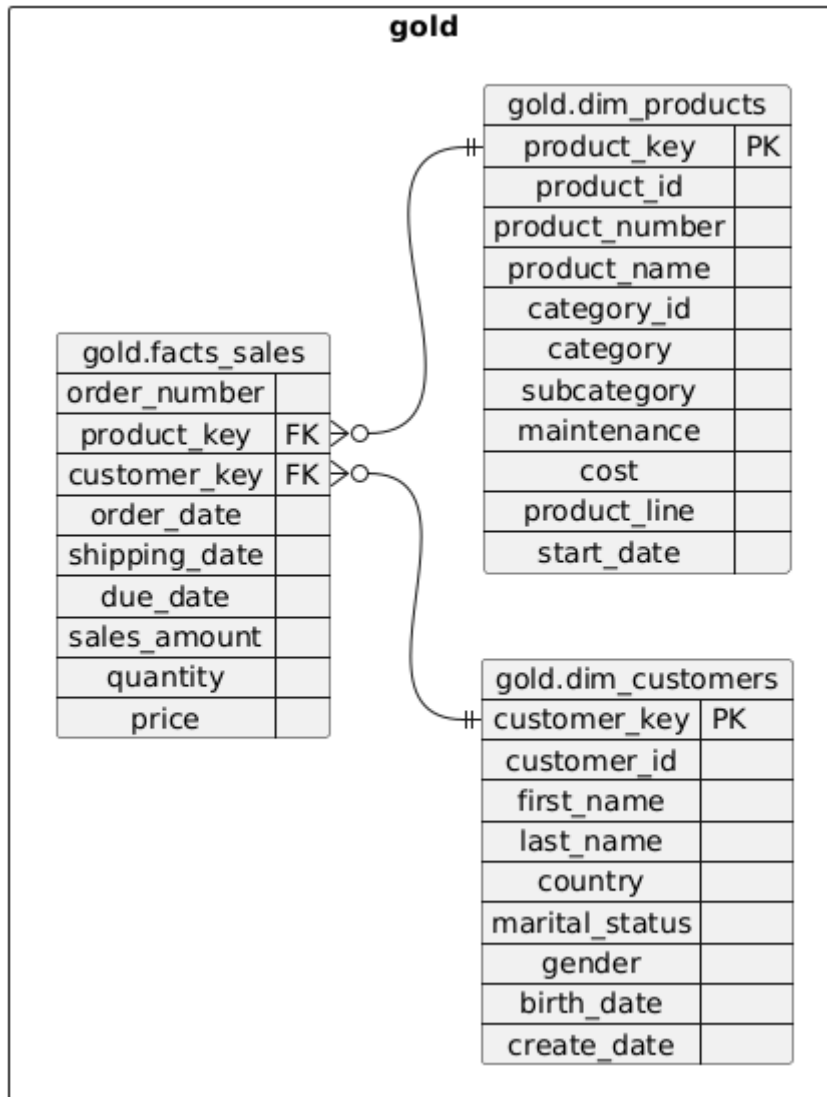 gold
gold.facts_sales
order_number
product_key FK
customer_key FK
order_date
shipping_date
due_date
sales_amount
quantity
price
gold.dim_products
product_key PK
product_id
product_number
product_name
category_id
category
subcategory
maintenance
cost
product_line
start_date
gold.dim_customers
customer_key PK
customer_id
first_name
last_name
country
marital_status
gender
birth_date
create_date